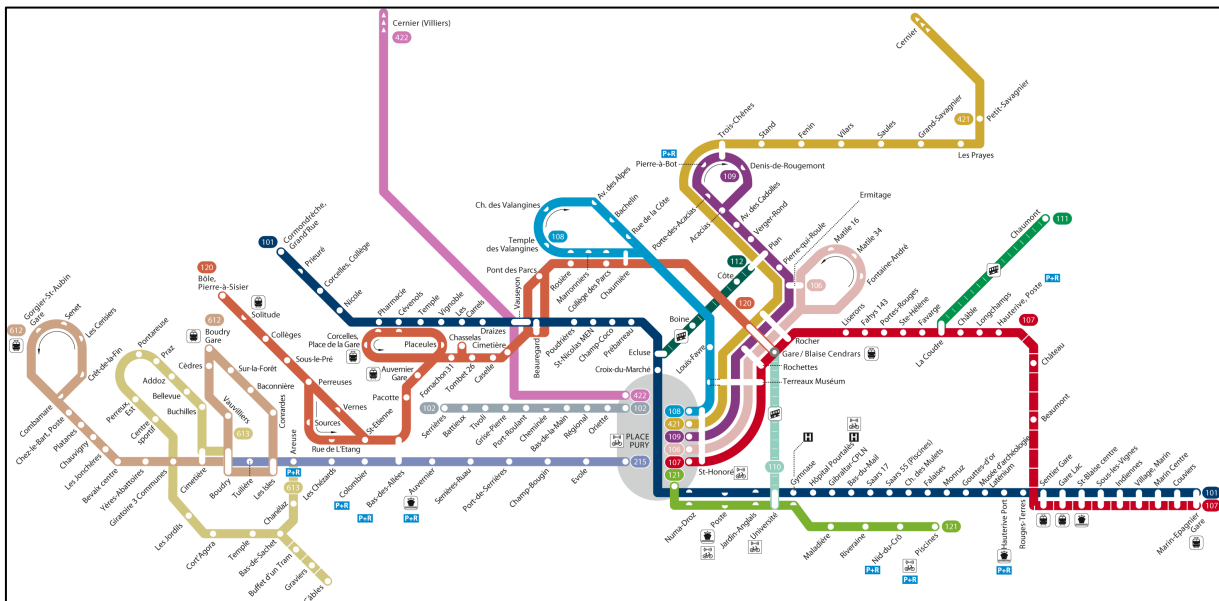 Cernier (Villiers)
422
Cernier
421
Petit-Savagnier
Grand-Savagnier
Les Prayes
Saules
Vilars
Fenin
Stand
Trois-Chênes
P+R
Pierre-à-Bot
Denis-de-Rougemont
109
Porte-des-Acacias
Acacias
Av. des Cadolles
Verger-Rond
Plan
Pierre-qui-Roule
Ermitage
Matile 16
Matile 34
Fontaine-André
106
Ch. des Valangines
Av. des Alpes
Bachelin
Rue de la Côte
108
Temple
des Valangines
112
Côte
Boine
Ecluse
Croix-du-Marché
111
Chaumont
P+R
101
Cormondrèche,
Grand'Rue
Prieuré
Corcelles, Collège
Nicole
Pharmacie
Cévenols
Temple
Vignoble
Les
Carrels
Draizes
Vauseyon
Beauregard
Poudrières
St-Nicolas MEN
Champ-Coco
Prébarreau
Pont des Parcs
Rosière
Marronniers
Collège des Parcs
Chaumière
120
Louis-Favre
120
Bôle,
Pierre-à-Sisier
Solitude
Collèges
Sous-le-Pré
Perreuses
Vernes
Sources
Rue de L'Etang
St-Etienne
Pacotte
Corcelles,
Place de la Gare
Placeules
Auvernier
Gare
Chasselas
Cimetière
Fornachon31
Tombet 26
Caselle
612
Gorgier-St-Aubin
Gare
Senet
Les Cerisiers
Combamare
Chez-le-Bart, Poste
Platanes
Chauvigny
Les Jonchères
Bevaix centre
Crêt-de-la-Fin
Pontareuse
Praz
Addoz
Bellevue
Buchilles
Perreux,
Est
Centre
sportif
Yères-Abattoirs
Giratoire 3 Communes
Cimetière
612
Boudry
Gare
Cèdres
Sur-la-Forêt
Baconnière
Vauvilliers
Conrardes
613
Boudry
Tuilière
Les Isles
Areuse
P+R
613
Chanélaz
Les Jordils
Cort'Agora
Temple
Bas-de-Sachet
Buffet d'un Tram
Graviers
Câbles
Les Chézards
P+R
Colombier
P+R
Bas-des-Allées
Auvernier
P+R
Semières-Ruau
Port-de-Serrières
Champ-Bougin
Evole
215
102
Serrières
Battieux
Tivoli
Grise-Pierre
Port-Roulant
Cheminée
Bas-de-la-Main
Régional
Oriette
102
422
PLACE
PURY
108
421
109
106
107
121
St-Honoré
Liserons
Fahys 143
Portes-Rouges
Ste-Hélène
Favarge
La Coudre
Châble
Longchamps
Hauterive, Poste
107
Rocher
Gare / Blaise Cendrars
Rochettes
Terreaux Muséum
Château
Beaumont
110
Numa-Droz
Poste
Jardin-Anglais
Université
Gymnase
H
Hôpital Pourtalès
H
Gibraltar CPLN
Bas-du-Mail
Saars 17
Saars 55 (Piscines)
Ch. des Mulets
Falaises
Monruz
Gouttes-d'or
Musée d'archéologie
Laténium
Hauterive Port
P+R
Rouges-Terres
Maladière
Riveraine
P+R
Nid-du-Crô
P+R
Piscines
121
Sentier Gare
Gare Lac
St-Blaise centre
Sous-les-Vignes
Indiennes
Village, Marin
Marin Centre
Couviers
Marin-Epagnier
Gare
101
107